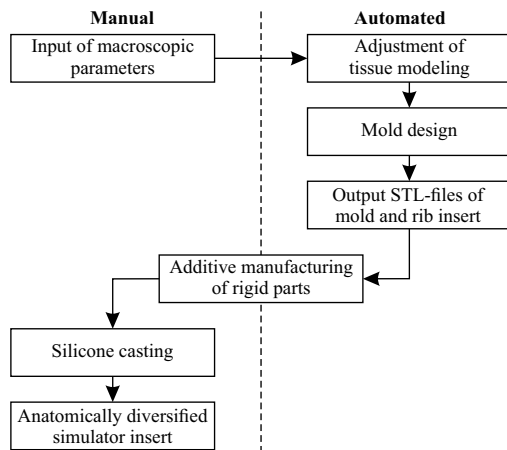 Manual
Automated
Input of macroscopic
parameters
Adjustment of
tissue modeling
Mold design
Output STL-files of
mold and rib insert
Additive manufacturing
of rigid parts
Silicone casting
Anatomically diversified
simulator insert